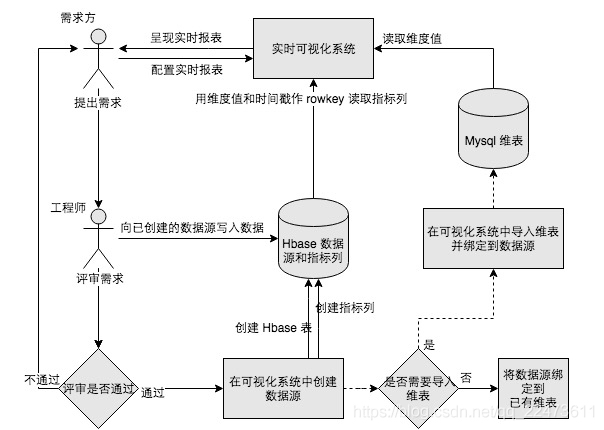 需求方
呈现实时报表
配置实时报表
实时可视化系统
读取维度值
提出需求
用维度值和时间戳作 rowkey 读取指标列
Mysql 维表
工程师
向已创建的数据源写入数据
Hbase 数据
源和指标列
在可视化系统中导入维表
并绑定到数据源
评审需求
创建指标列
创建 Hbase 表
是
不通过
评审是否通过
通过
在可视化系统中创建
数据源
是否需要导入
维表
否
将数据源绑
定到
已有维表
https://blog.csdn.net/qq_22473611